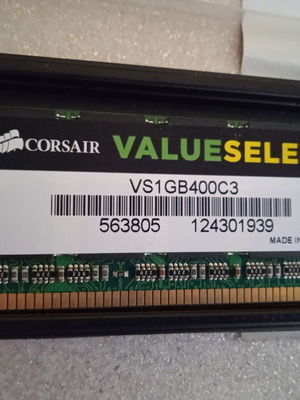 CORSAIR VALUESELE
VS1GB400C3
563805 124301939
MADE IN